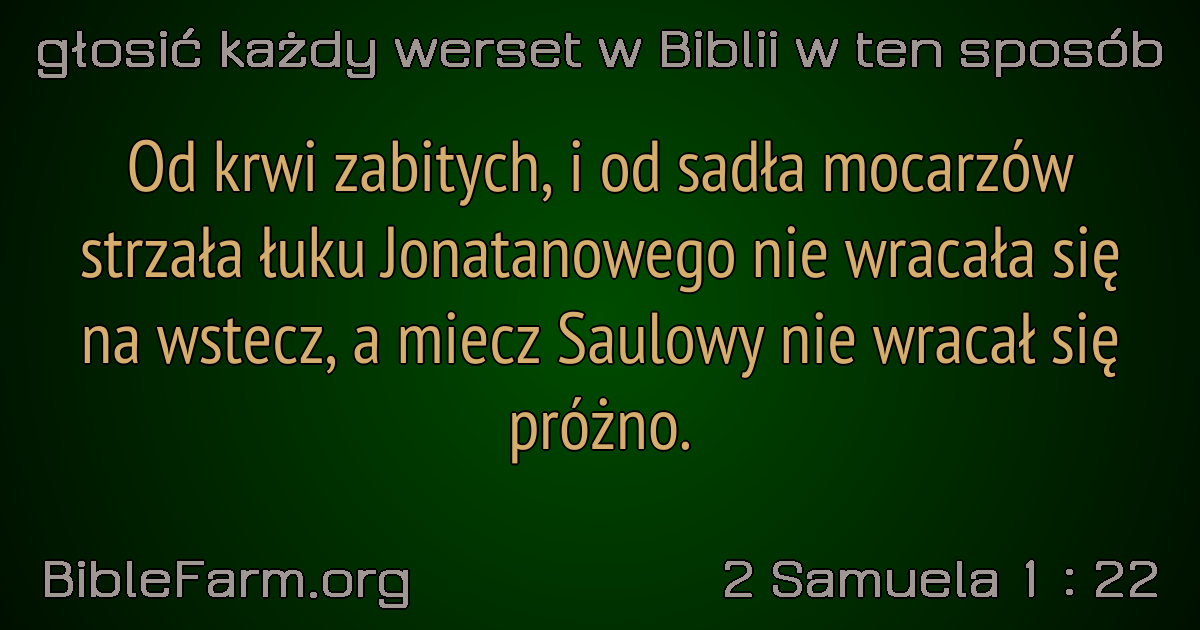 głosić każdy werset w Biblii w ten sposób
Od krwi zabitych, i od sadła mocarzów
strzała łuku Jonatanowego nie wracała się
na wstecz, a miecz Saulowy nie wracał się
próżno.
BibleFarm.org
2 Samuela 1 : 22